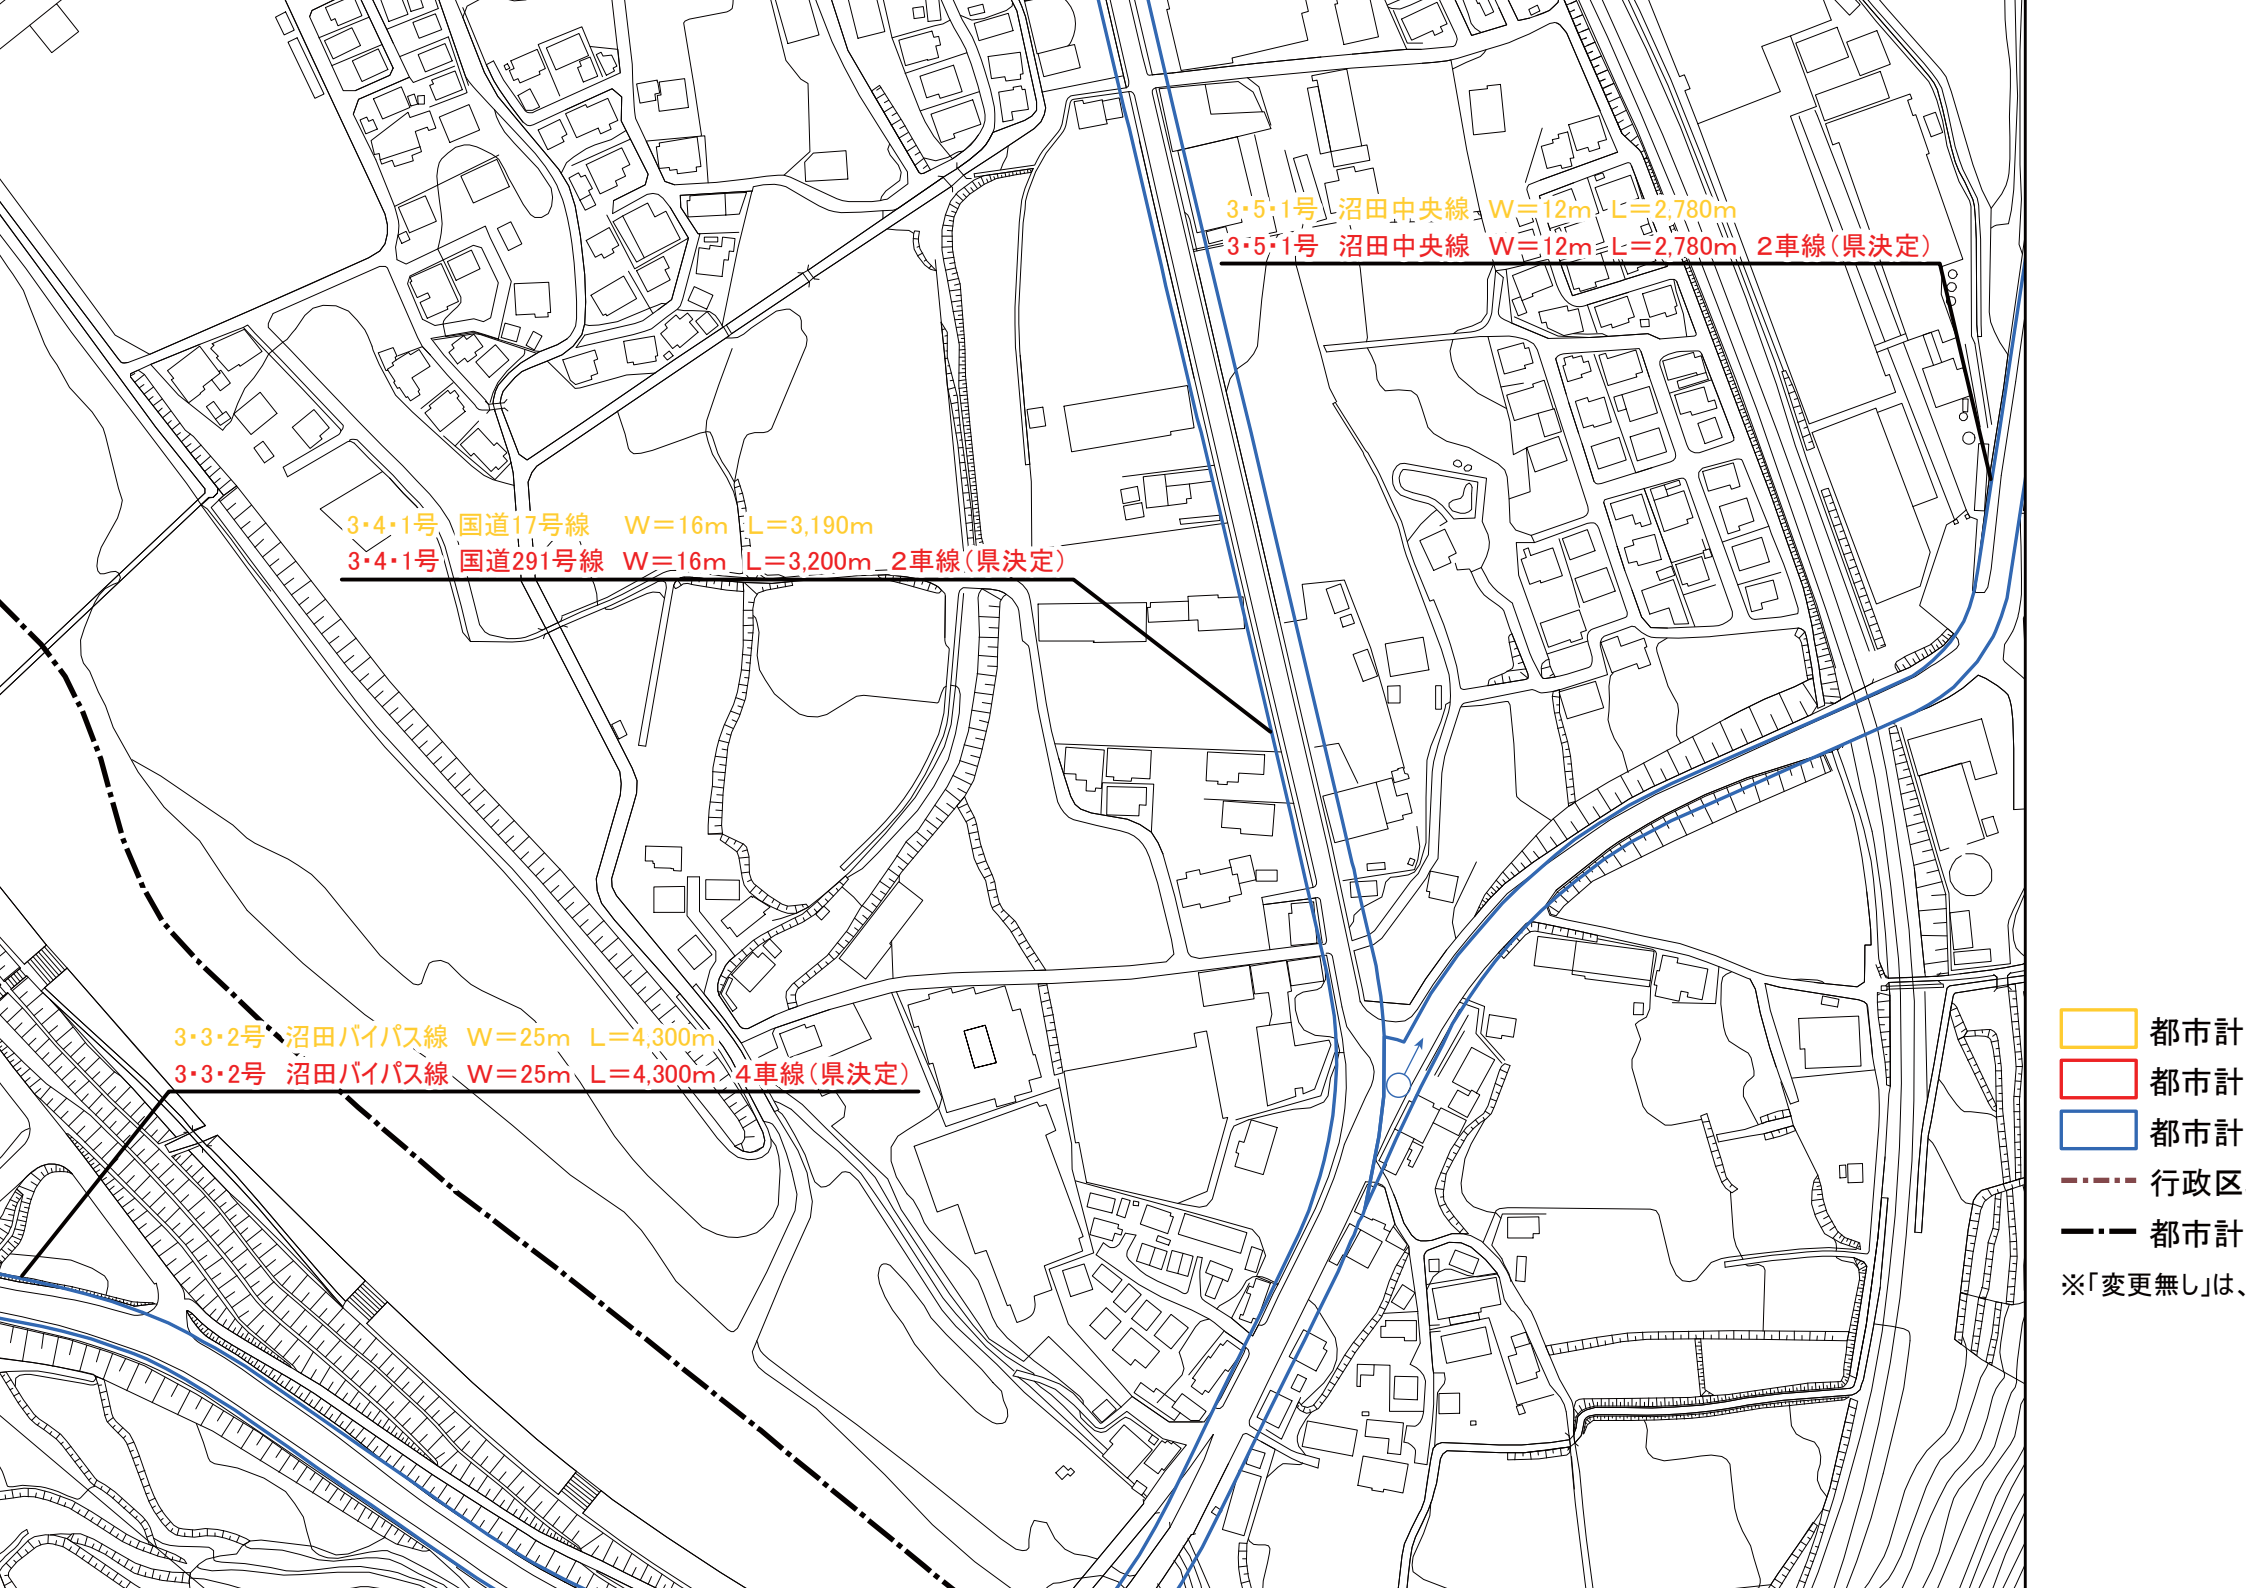 3・5・1号　沼田中央線　W＝12m　L＝2,780m
3・5・1号　沼田中央線　W＝12m　L＝2,780m　2車線（県決定）
3・4・1号　国道17号線　W＝16m　L＝3,190m
3・4・1号　国道291号線　W＝16m　L＝3,200m　2車線（県決定）
3・3・2号　沼田バイパス線　W＝25m　L＝4,300m
3・3・2号　沼田バイパス線　W＝25m　L＝4,300m　4車線（県決定）
都市計
都市計
都市計
行政区
都市計
※「変更無し」は、